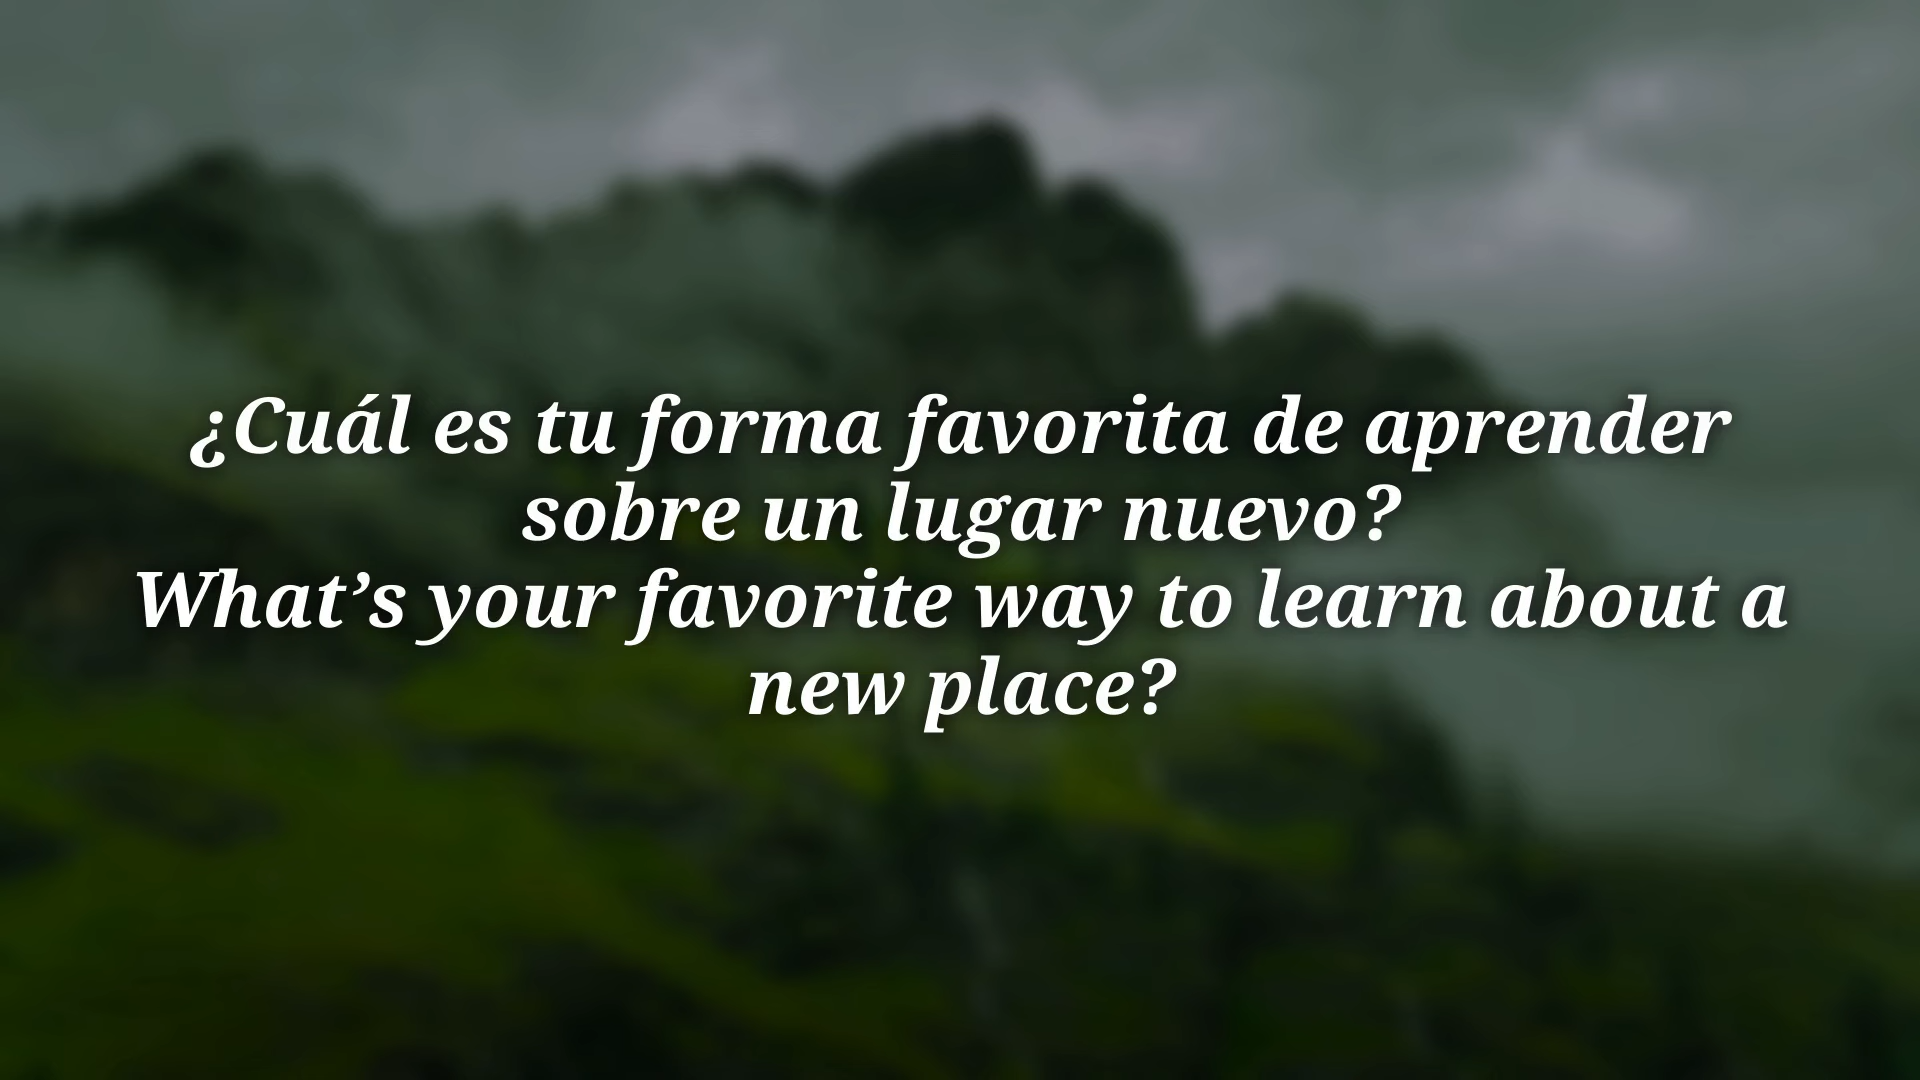 ¿Cuál es tu forma favorita de aprender
sobre un lugar nuevo?
What’s your favorite way to learn about a
new place?